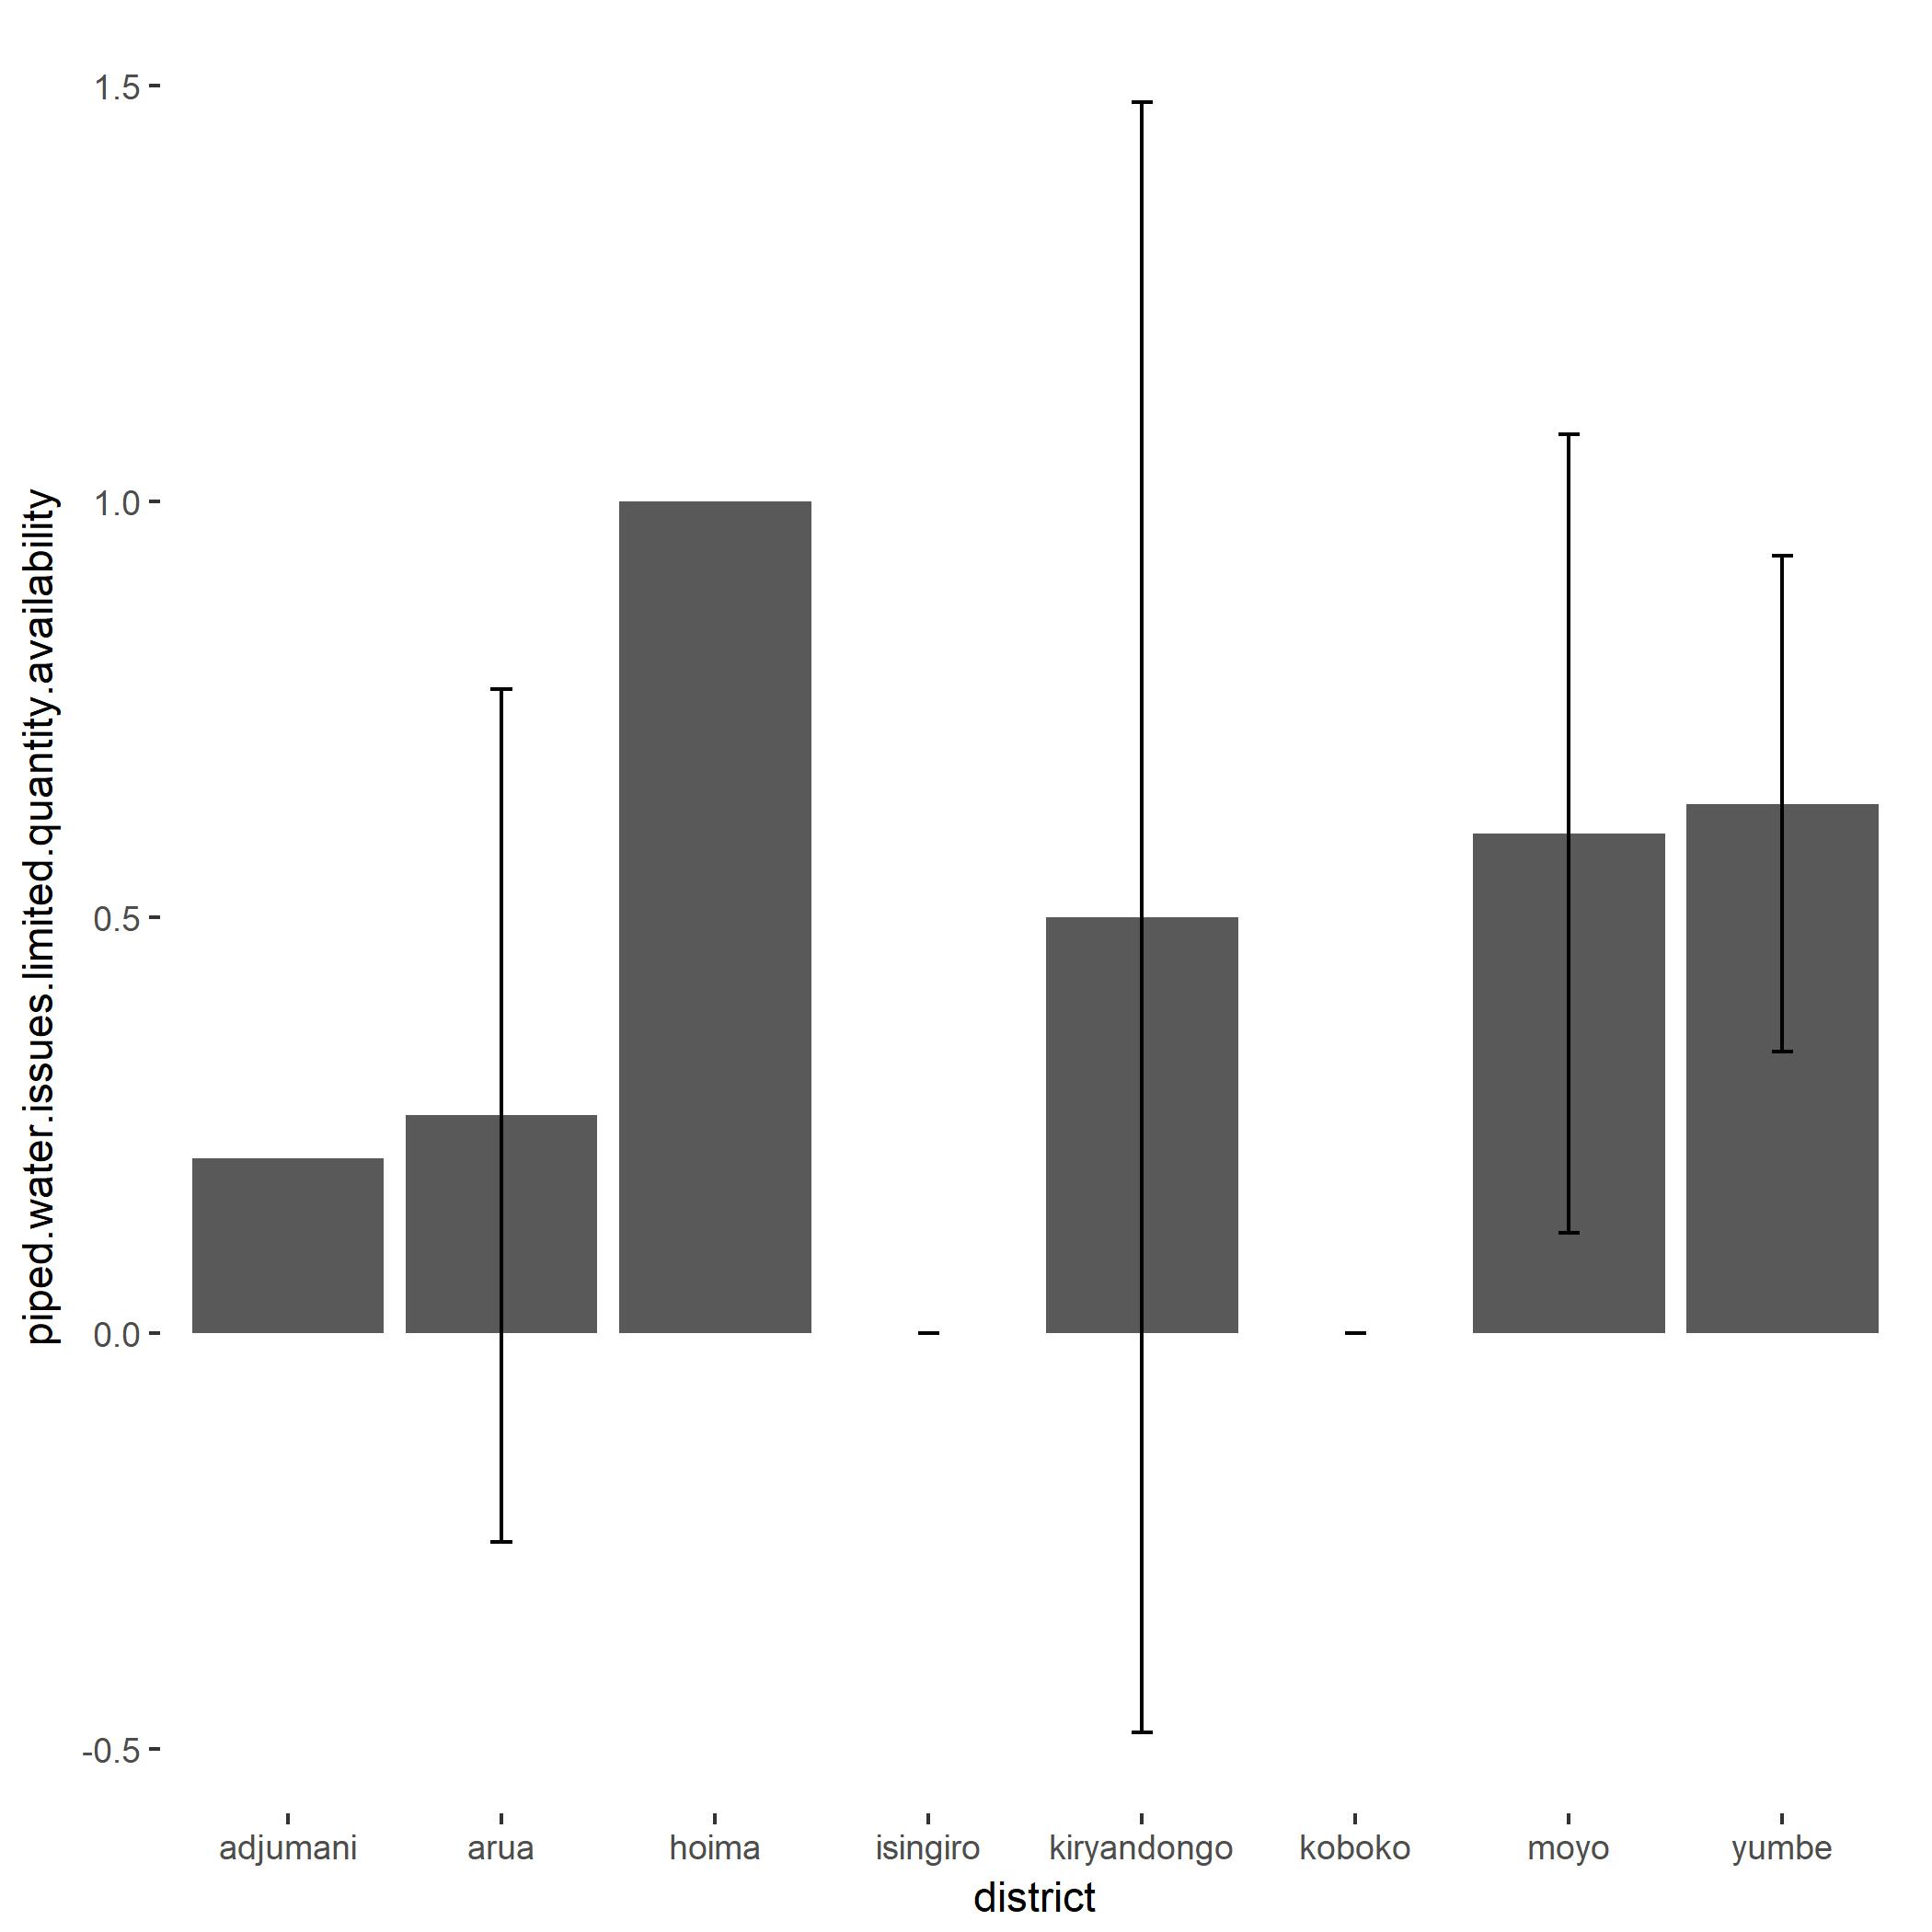 piped.water.issues.limited.quantity.availability
1.5
1.0
0.5
0.0
-0.5
adjumani arua hoima isingiro kiryandongo koboko moyo yumbe
district